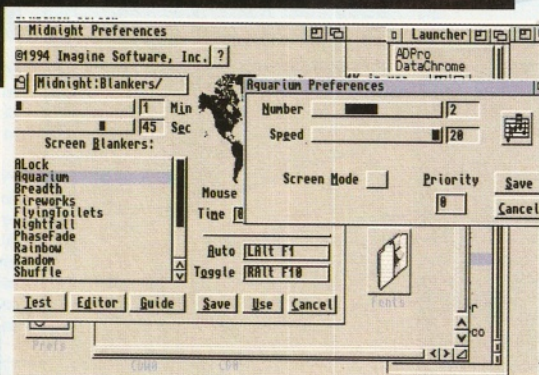 Midnight Preferences
Launcher
©1994 Imagine Software, Inc. ?
ADPro
DataChrome
Midnight:Blankers/
Aquarium Preferences
1 Min
Number 2
45 Sec
Speed 20
Screen Blankers:
ALock
Aquarium
Breadth
Fireworks
FlyingToilets
Nightfall
PhaseFade
Rainbow
Random
Shuffle
Screen Mode
Priority
0
Save
Cancel
Mouse
Time
Auto LAlt F1
Toggle RAlt F10
Test Editor Guide Save Use Cancel
Fonts
Prefs